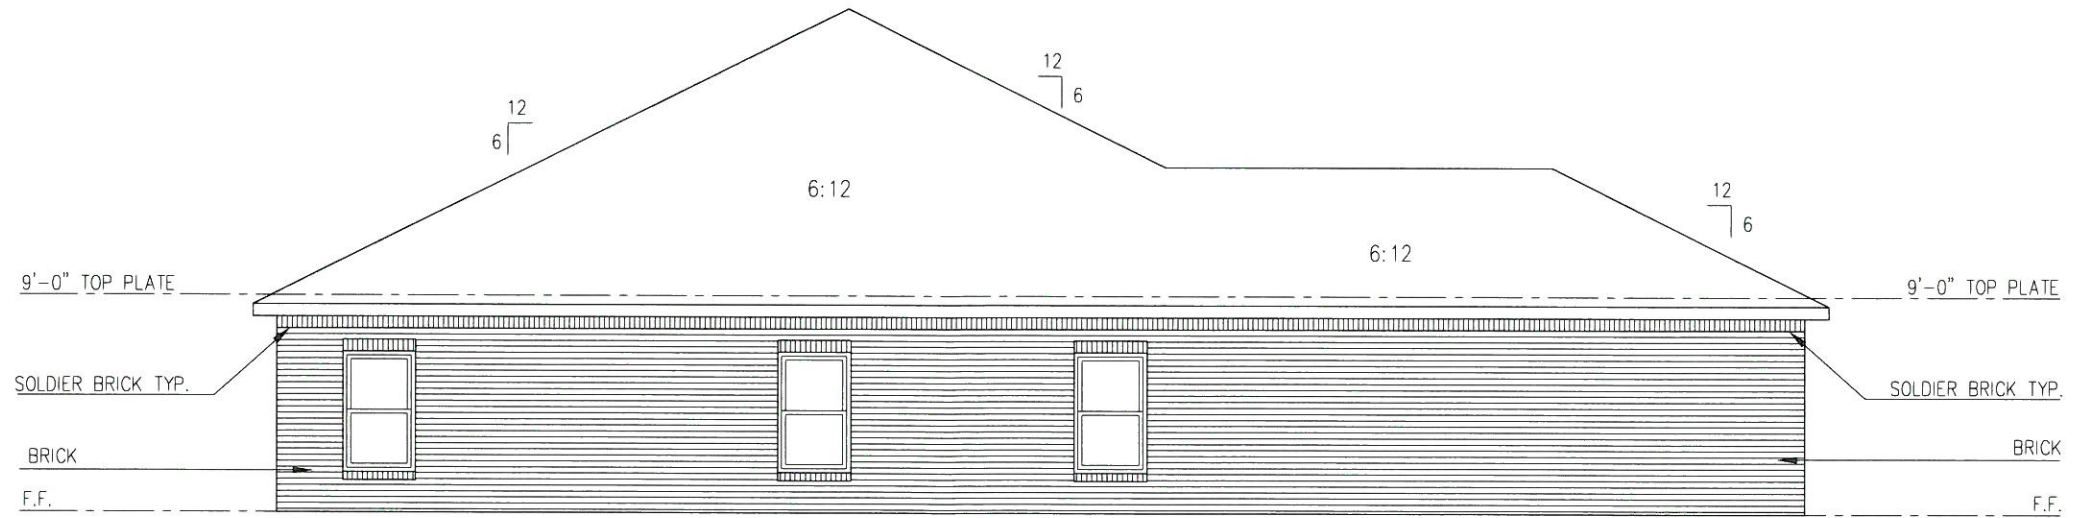 12
6
12
6
12
6
6:12
6:12
9'-0" TOP PLATE
9'-0" TOP PLATE
SOLDIER BRICK TYP.
SOLDIER BRICK TYP.
BRICK
BRICK
F.F.
F.F.